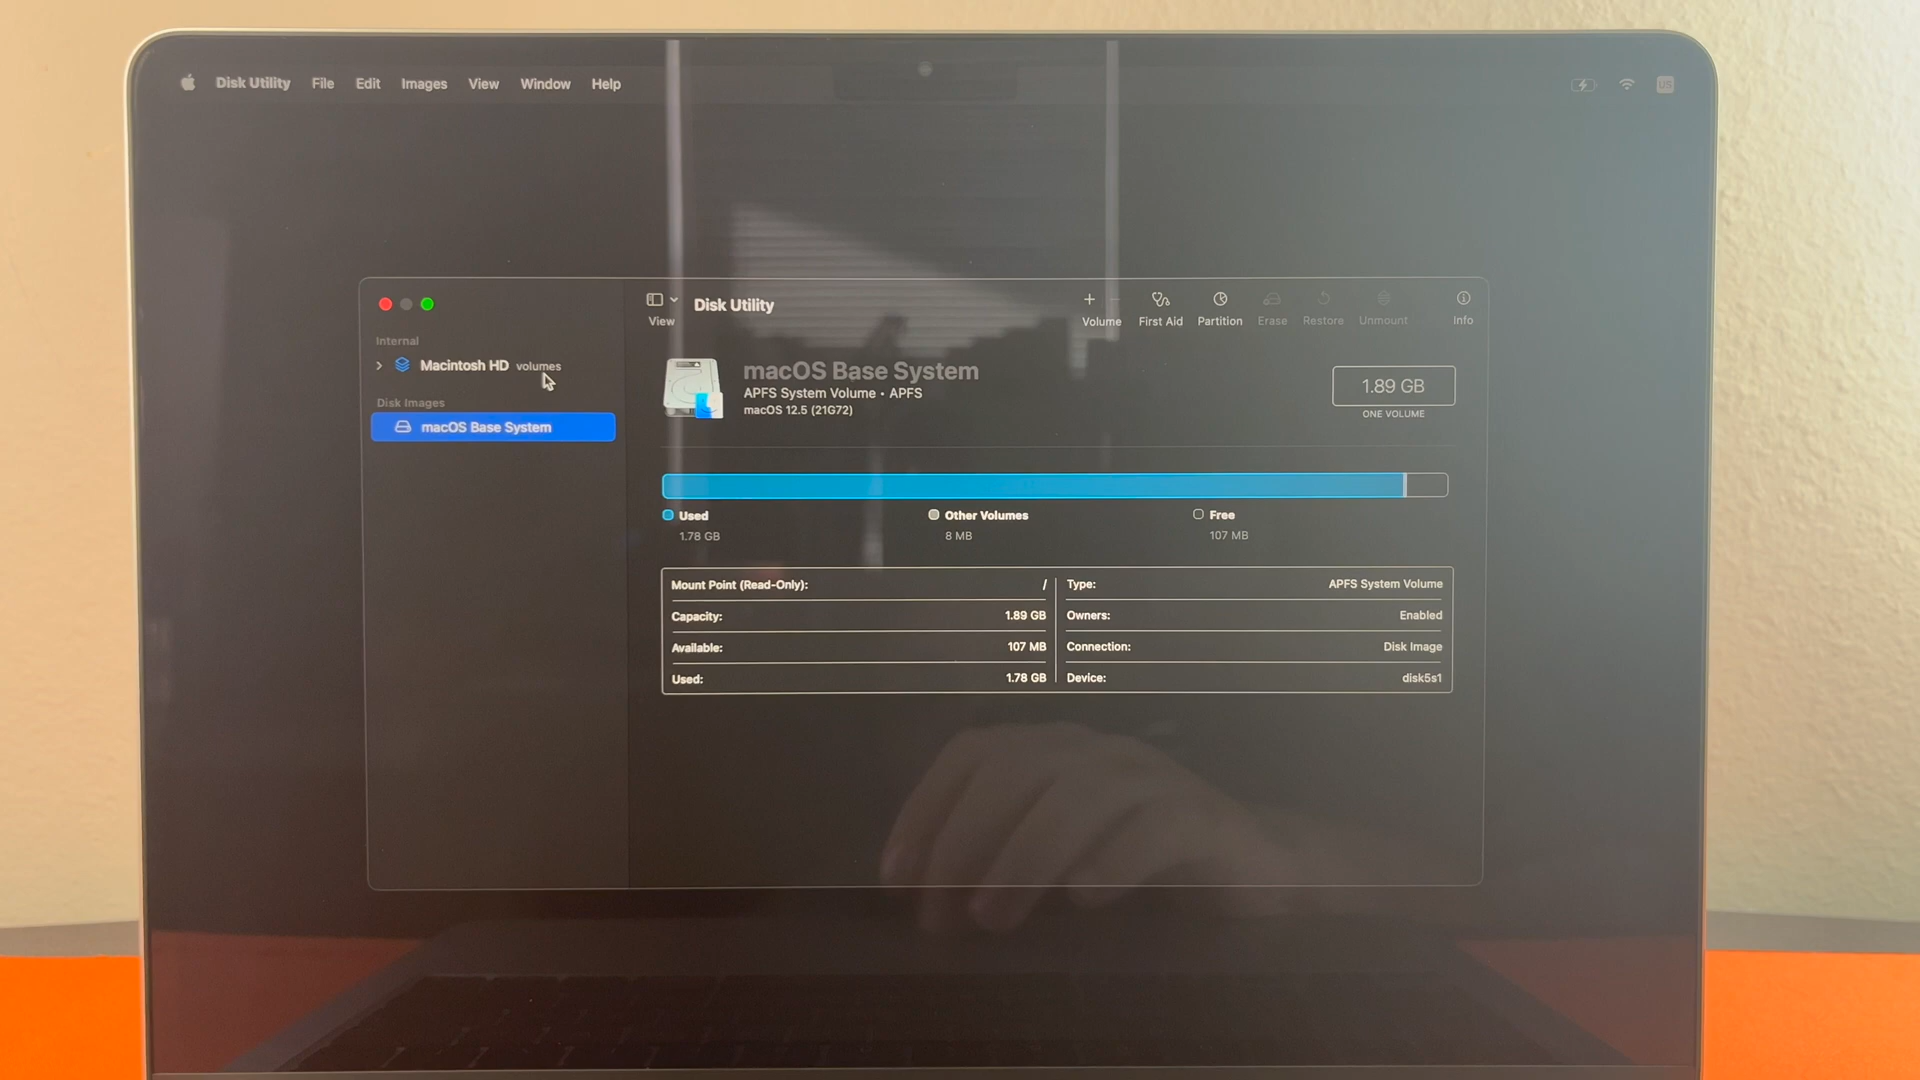 Disk Utility File Edit Images View Window Help US
View Disk Utility Volume First Aid Partition Erase Restore Unmount Info
Internal
Macintosh HD volumes
Disk Images
macOS Base System
macOS Base System
APFS System Volume • APFS
macOS 12.5 (21G72)
1.89 GB
ONE VOLUME
Used
1.78 GB
Other Volumes
8 MB
Free
107 MB
Mount Point (Read-Only): /
Capacity: 1.89 GB
Available: 107 MB
Used: 1.78 GB
Type: APFS System Volume
Owners: Enabled
Connection: Disk Image
Device: disk5s1